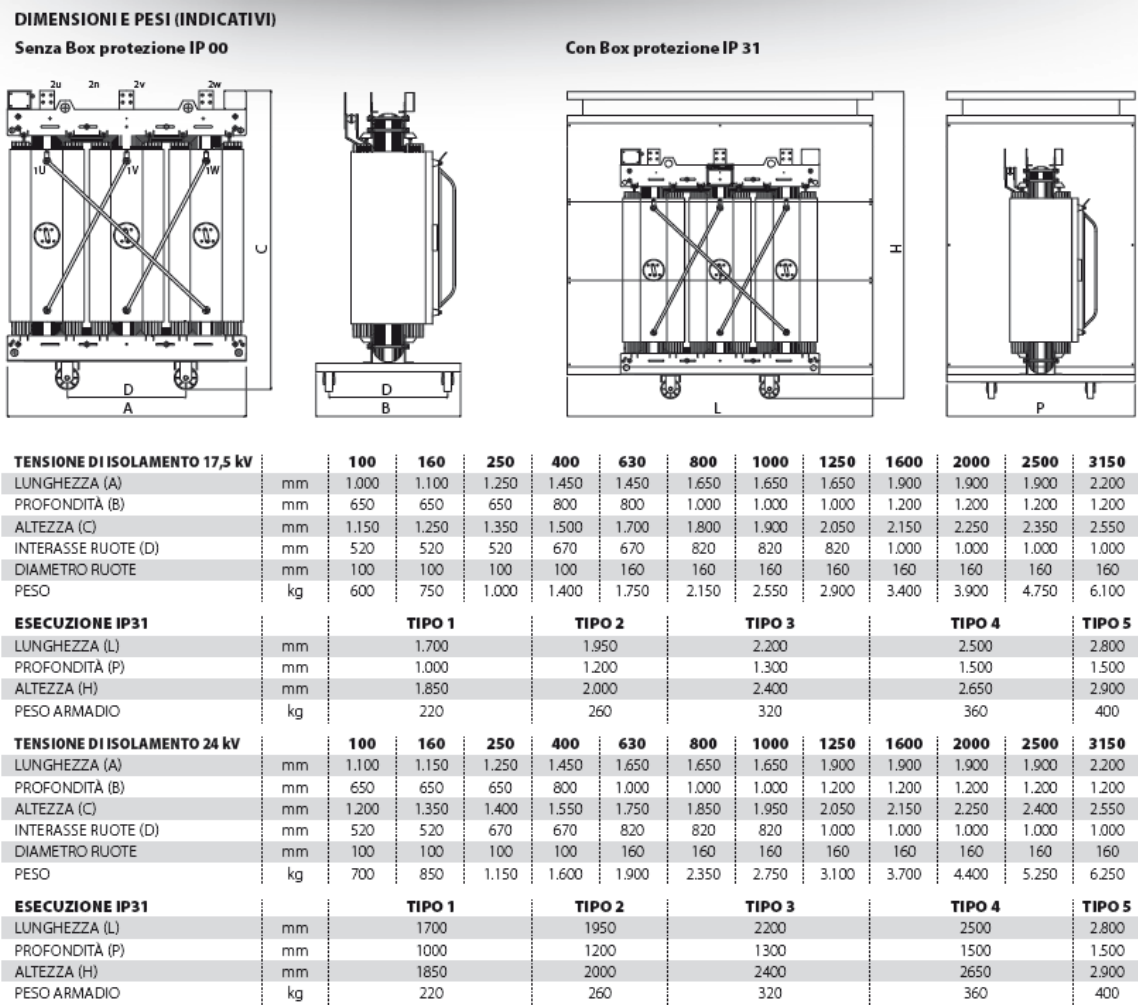 DIMENSIONI E PESI (INDICATIVI)
Senza Box protezione IP 00
Con Box protezione IP 31
2u 2n 2v 2w
1U 1V 1W
C
D
A
D
B
H
L
P
TENSIONE DI ISOLAMENTO 17,5 kV 100 160 250 400 630 800 1000 1250 1600 2000 2500 3150
LUNGHEZZA (A) mm 1.000 1.100 1.250 1.450 1.450 1.650 1.650 1.650 1.900 1.900 1.900 2.200
PROFONDITÀ (B) mm 650 650 650 800 800 1.000 1.000 1.000 1.200 1.200 1.200 1.200
ALTEZZA (C) mm 1.150 1.250 1.350 1.500 1.700 1.800 1.900 2.050 2.150 2.250 2.350 2.550
INTERASSE RUOTE (D) mm 520 520 520 670 670 820 820 820 1.000 1.000 1.000 1.000
DIAMETRO RUOTE mm 100 100 100 100 160 160 160 160 160 160 160 160
PESO kg 600 750 1.000 1.400 1.750 2.150 2.550 2.900 3.400 3.900 4.750 6.100
ESECUZIONE IP31 TIPO 1 TIPO 2 TIPO 3 TIPO 4 TIPO 5
LUNGHEZZA (L) mm 1.700 1.950 2.200 2.500 2.800
PROFONDITÀ (P) mm 1.000 1.200 1.300 1.500 1.500
ALTEZZA (H) mm 1.850 2.000 2.400 2.650 2.900
PESO ARMADIO kg 220 260 320 360 400
TENSIONE DI ISOLAMENTO 24 kV 100 160 250 400 630 800 1000 1250 1600 2000 2500 3150
LUNGHEZZA (A) mm 1.100 1.150 1.250 1.450 1.650 1.650 1.650 1.900 1.900 1.900 1.900 2.200
PROFONDITÀ (B) mm 650 650 650 800 1.000 1.000 1.000 1.200 1.200 1.200 1.200 1.200
ALTEZZA (C) mm 1.200 1.350 1.400 1.550 1.750 1.850 1.950 2.050 2.150 2.250 2.400 2.550
INTERASSE RUOTE (D) mm 520 520 670 670 820 820 820 1.000 1.000 1.000 1.000 1.000
DIAMETRO RUOTE mm 100 100 100 100 160 160 160 160 160 160 160 160
PESO kg 700 850 1.150 1.600 1.900 2.350 2.750 3.100 3.700 4.400 5.250 6.250
ESECUZIONE IP31 TIPO 1 TIPO 2 TIPO 3 TIPO 4 TIPO 5
LUNGHEZZA (L) mm 1700 1950 2200 2500 2.800
PROFONDITÀ (P) mm 1000 1200 1300 1500 1.500
ALTEZZA (H) mm 1850 2000 2400 2650 2.900
PESO ARMADIO kg 220 260 320 360 400